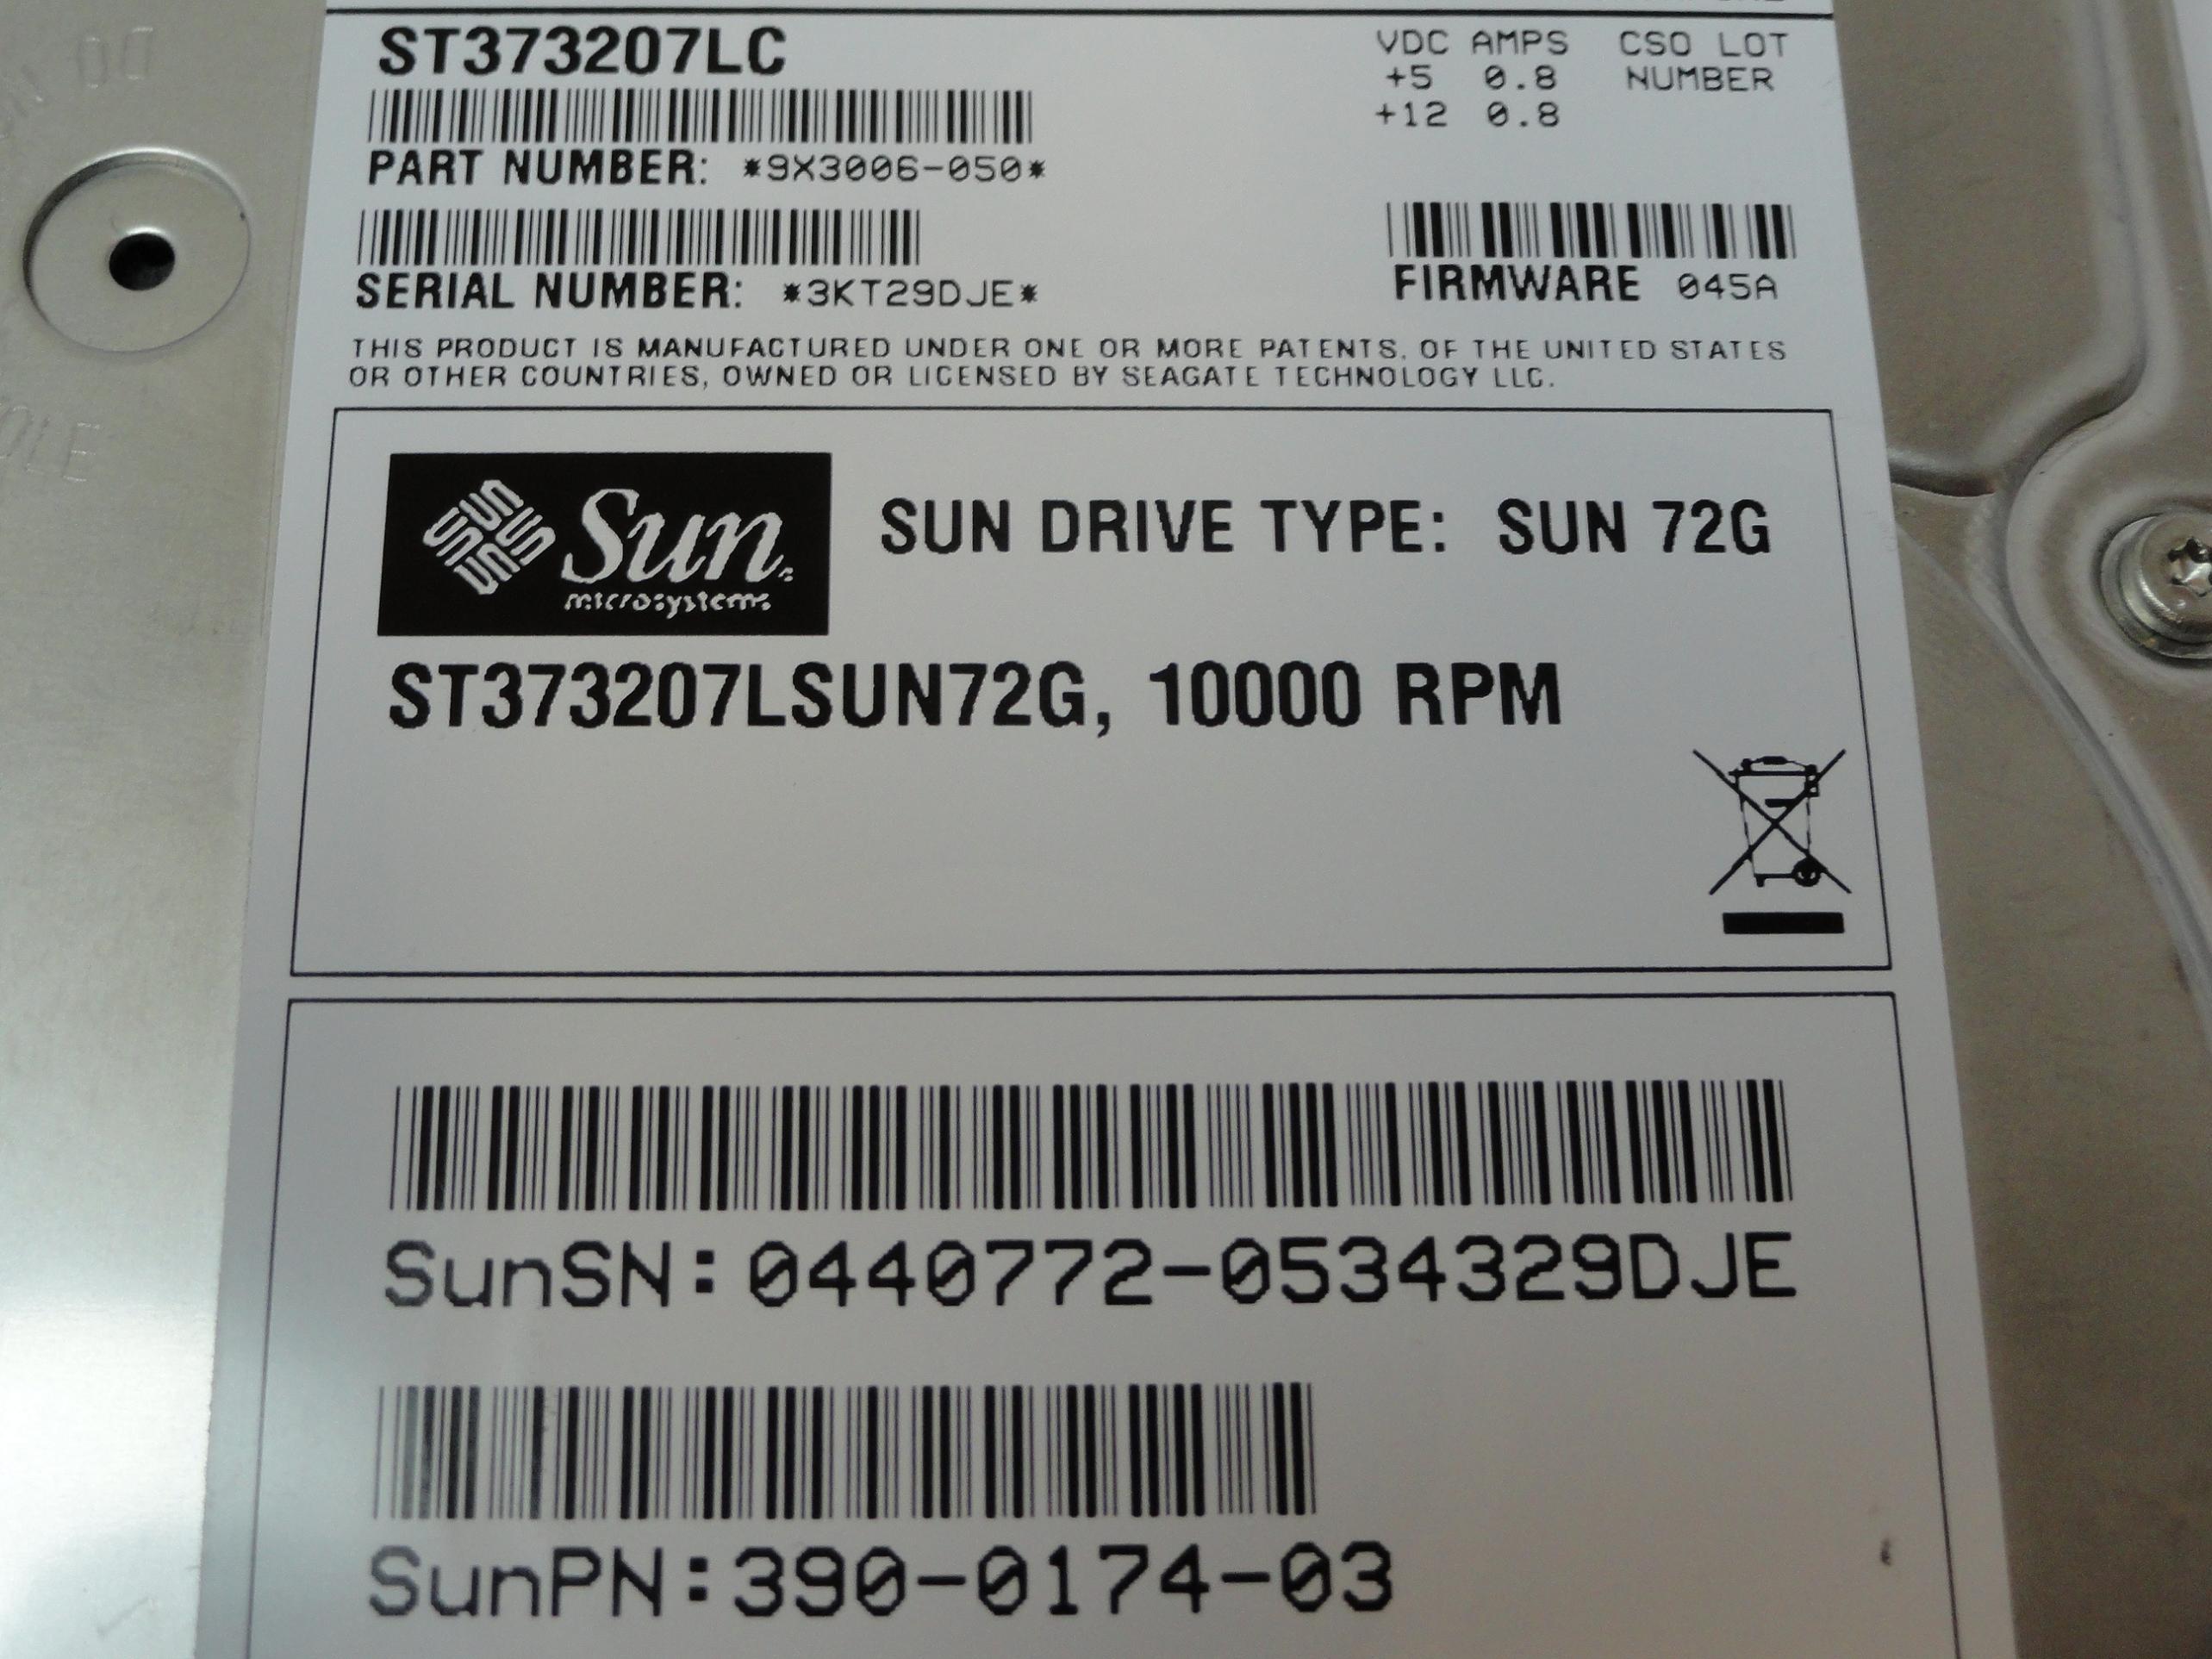 ST373207LC
VDC AMPS CSO LOT
+5 0.8 NUMBER
+12 0.8
PART NUMBER: *9X3006-050*
SERIAL NUMBER: *3KT29DJE*
FIRMWARE 045A
THIS PRODUCT IS MANUFACTURED UNDER ONE OR MORE PATENTS, OF THE UNITED STATES
OR OTHER COUNTRIES, OWNED OR LICENSED BY SEAGATE TECHNOLOGY LLC.
Sun
microsystems
SUN DRIVE TYPE: SUN 72G
ST373207LSUN72G, 10000 RPM
SunSN:0440772-0534329DJE
SunPN:390-0174-03